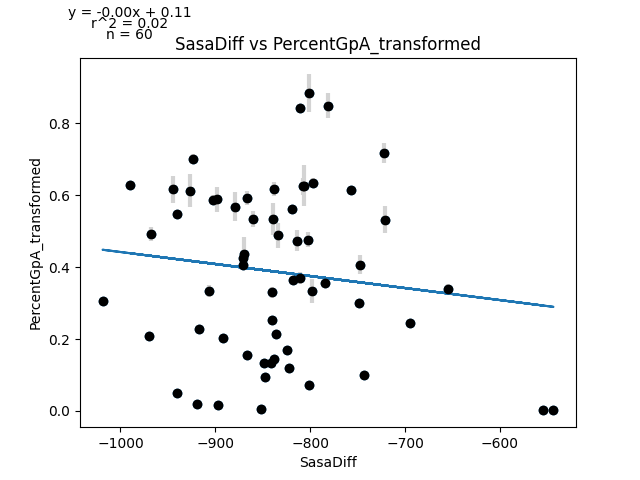 y = -0.00x + 0.11
r^2 = 0.02
n = 60
SasaDiff vs PercentGpA_transformed
PercentGpA_transformed
0.8
0.6
0.4
0.2
0.0
−1000 −900 −800 −700 −600
SasaDiff